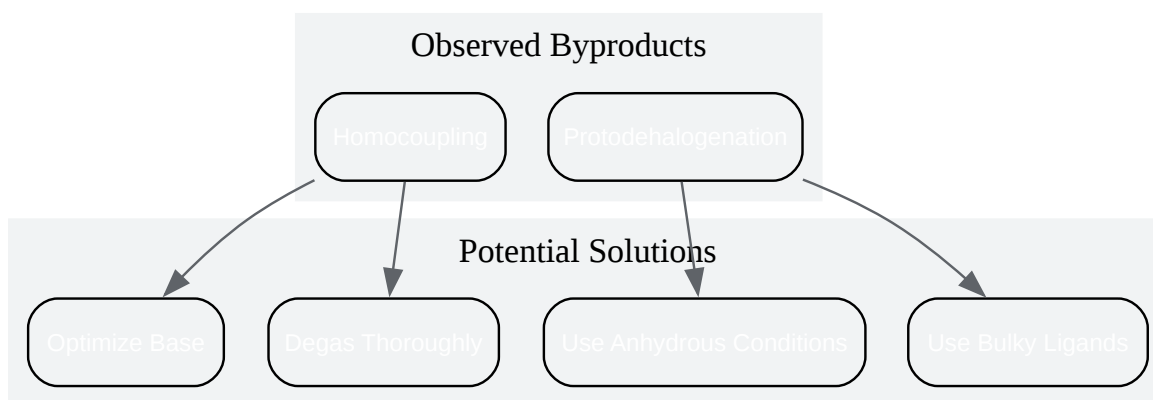 Observed Byproducts
Homocoupling
Protodehalogenation
Potential Solutions
Optimize Base
Degas Thoroughly
Use Anhydrous Conditions
Use Bulky Ligands